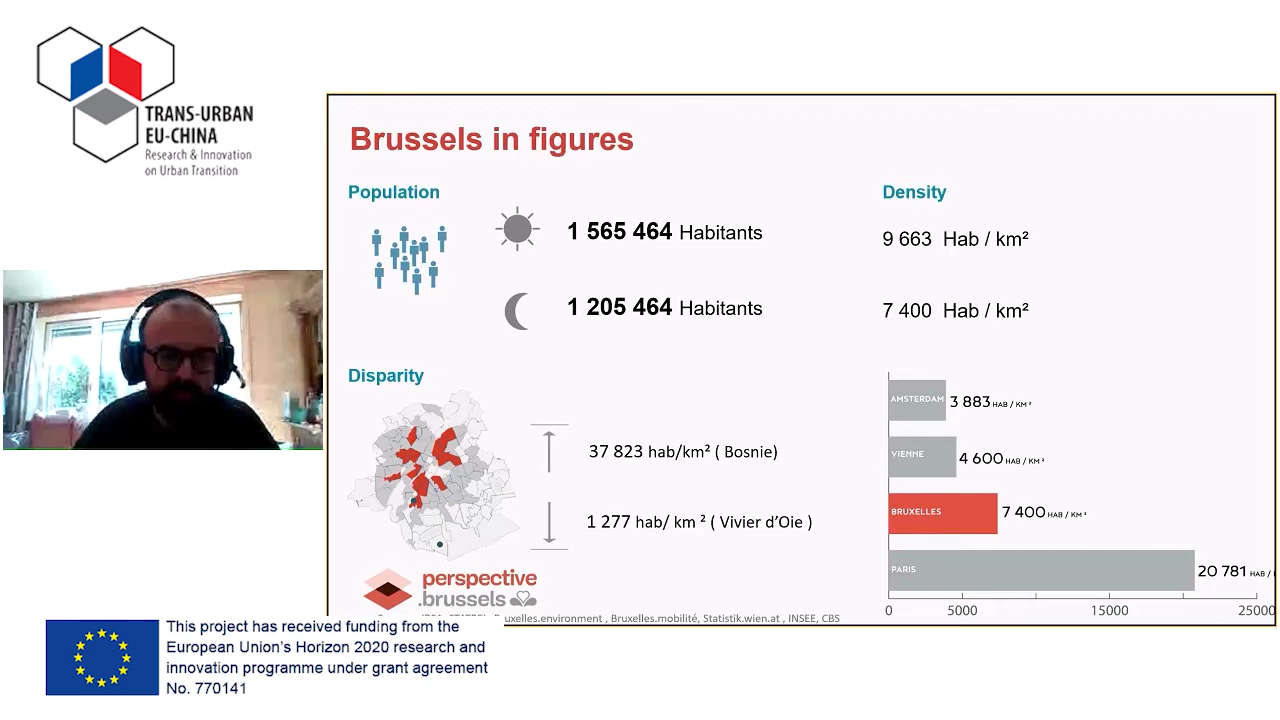 TRANS-URBAN
EU-CHINA
Research & Innovation
on Urban Transition
Brussels in figures
Population
1 565 464 Habitants
1 205 464 Habitants
Density
9 663 Hab / km²
7 400 Hab / km²
Disparity
37 823 hab/km² ( Bosnie)
1 277 hab/ km ² ( Vivier d’Oie )
AMSTERDAM 3 883 HAB / KM ²
VIENNE 4 600 HAB / KM ²
BRUXELLES 7 400 HAB / KM ²
PARIS 20 781 HAB /
0 5000 15000 25000
perspective
.brussels
uxelles.environment , Bruxelles.mobilité, Statistik.wien.at , INSEE, CBS
This project has received funding from the
European Union’s Horizon 2020 research and
innovation programme under grant agreement
No. 770141